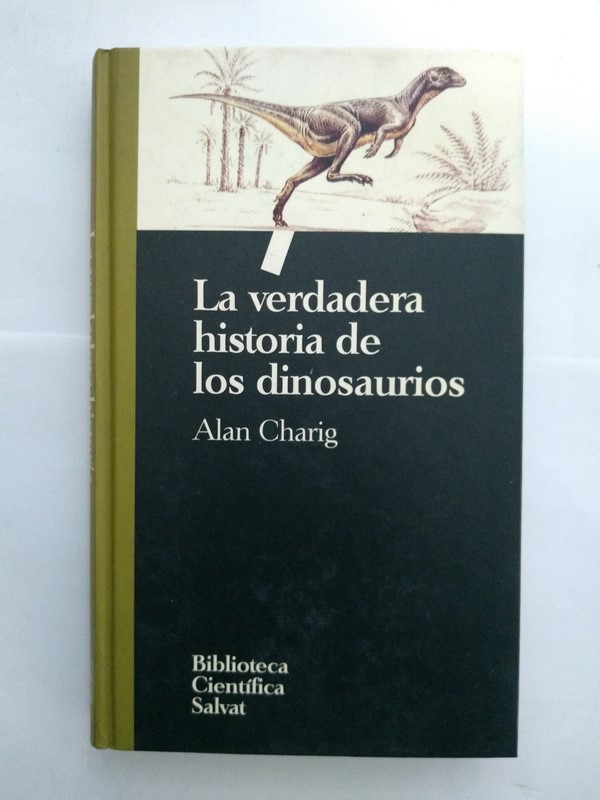 La verdadera
historia de
los dinosaurios
Alan Charig
Biblioteca
Científica
Salvat